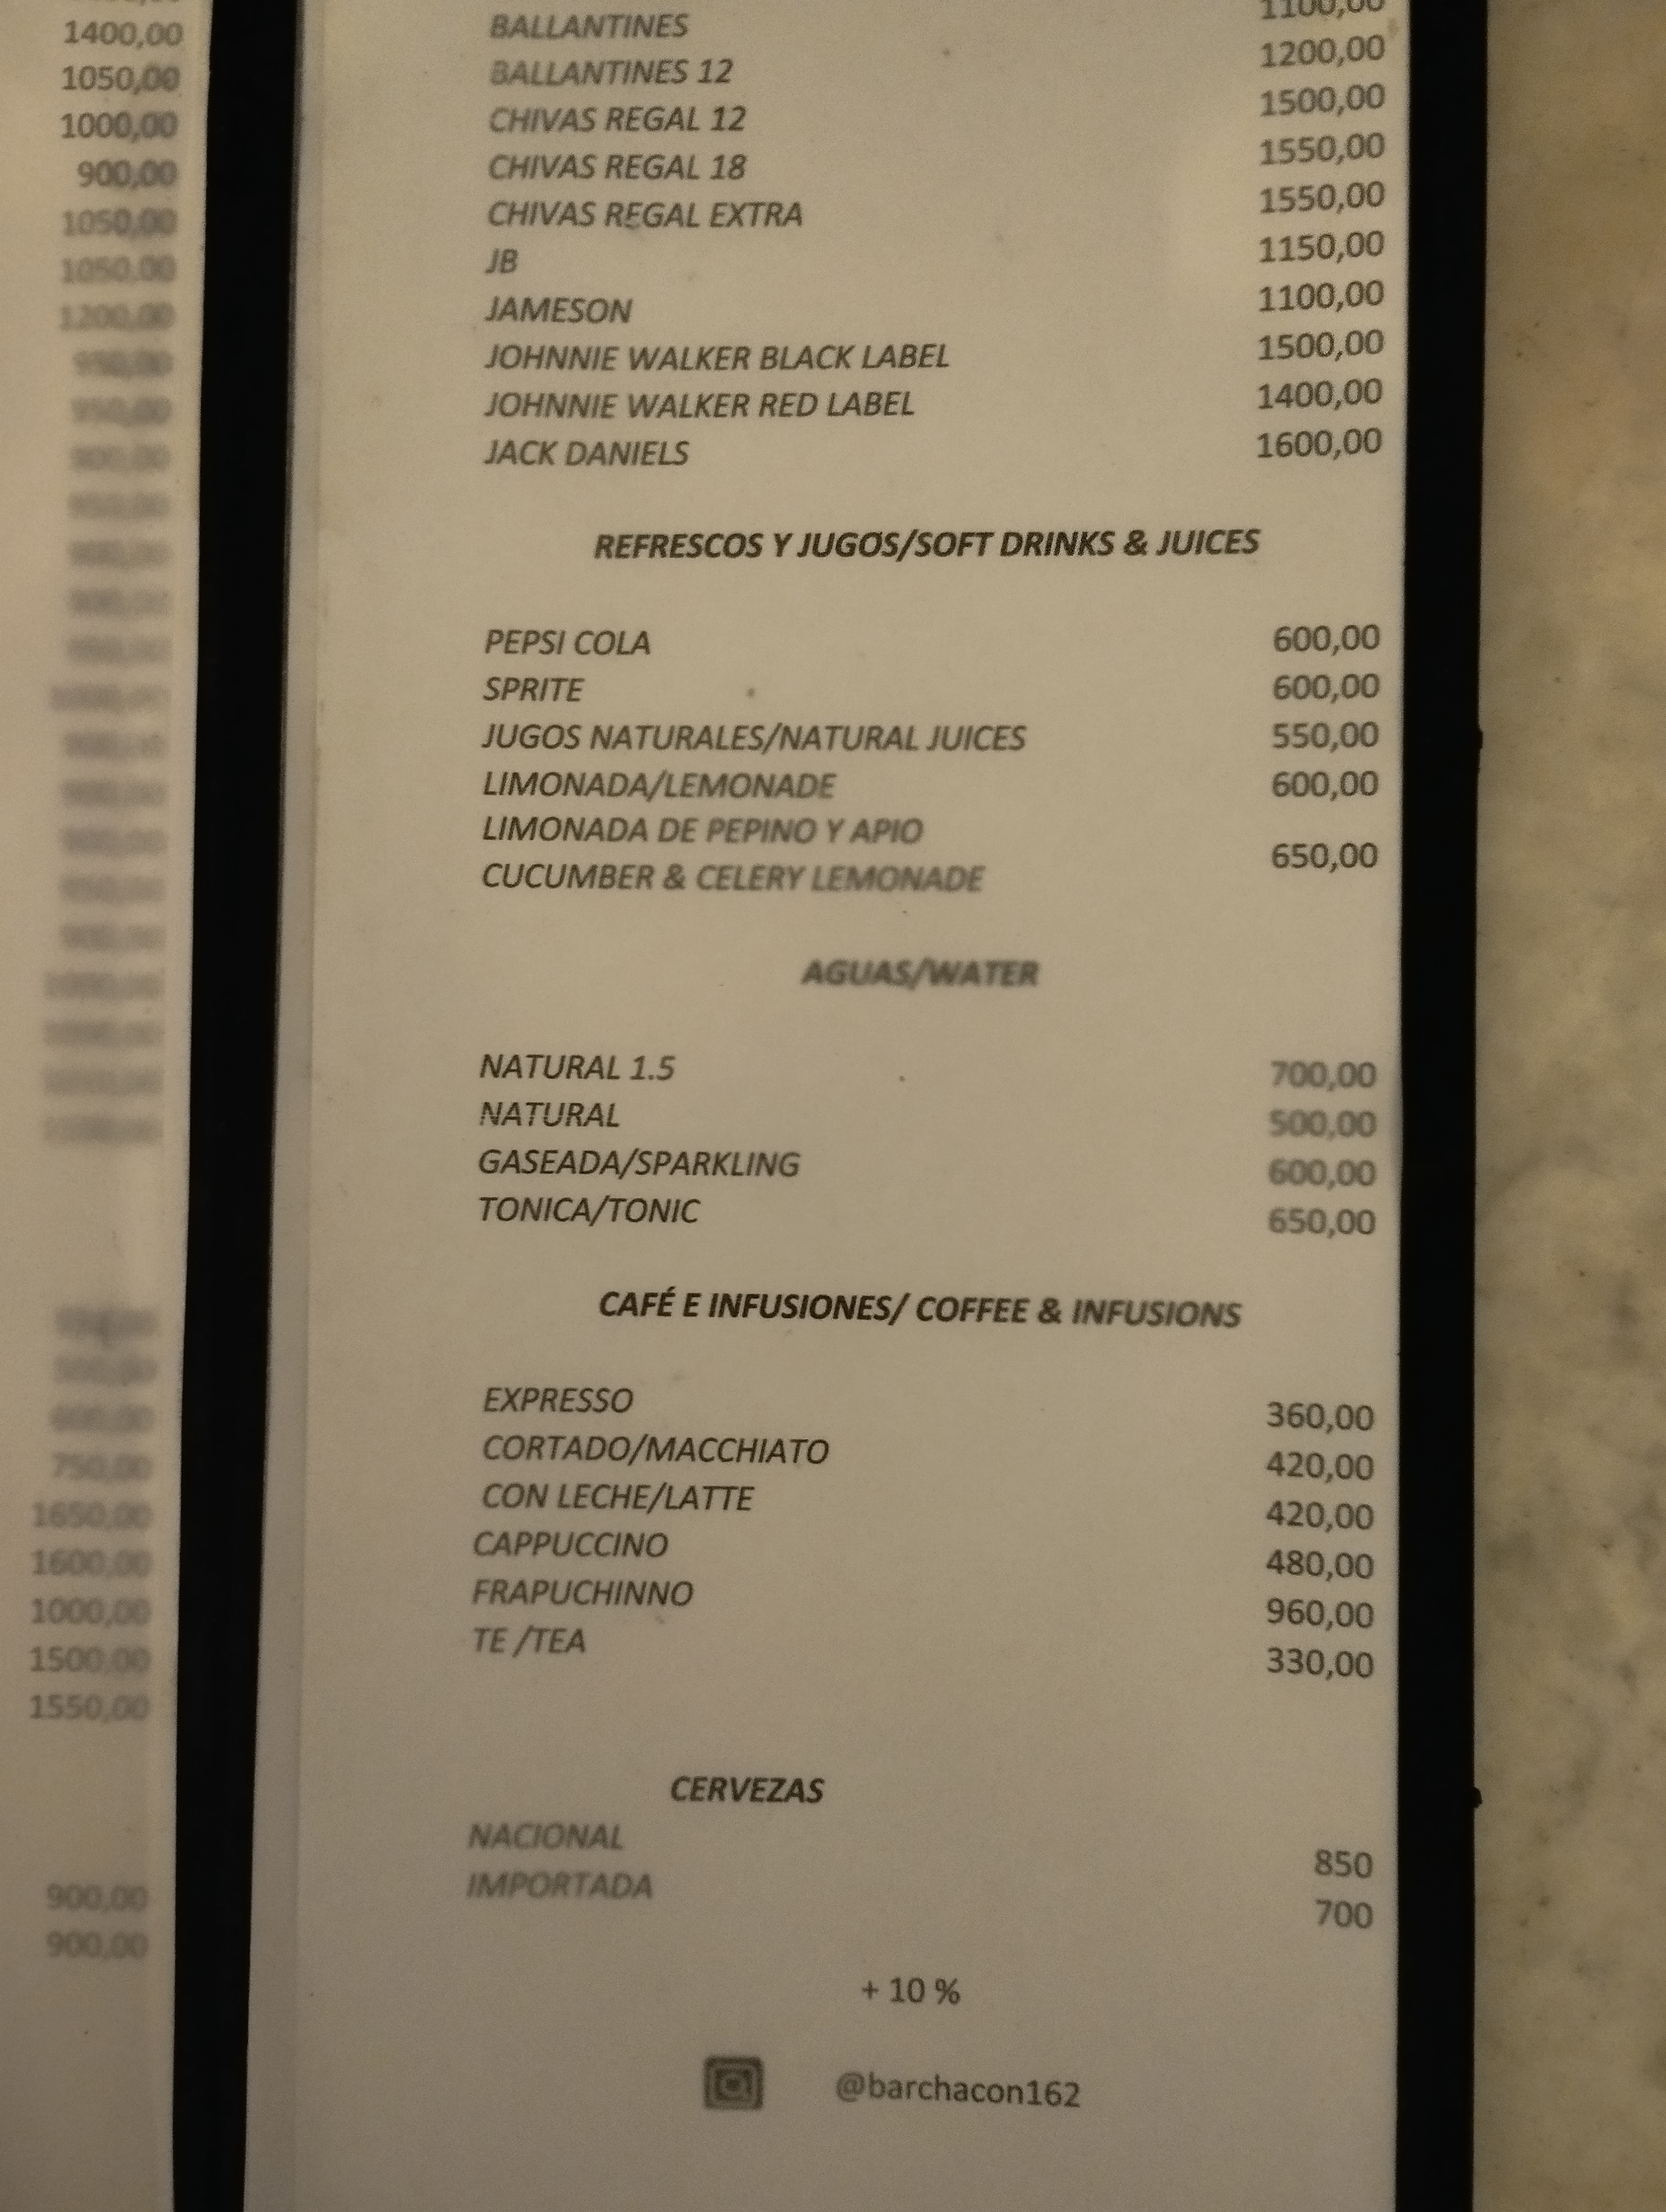 1400,00
1050,00
1000,00
900,00
1050,00
1050,00
1200,00
950,00
950,00
750,00
1650,00
1600,00
1000,00
1500,00
1550,00
900,00
900,00
BALLANTINES 1100,00
BALLANTINES 12 1200,00
CHIVAS REGAL 12 1500,00
CHIVAS REGAL 18 1550,00
CHIVAS REGAL EXTRA 1550,00
JB 1150,00
JAMESON 1100,00
JOHNNIE WALKER BLACK LABEL 1500,00
JOHNNIE WALKER RED LABEL 1400,00
JACK DANIELS 1600,00
REFRESCOS Y JUGOS/SOFT DRINKS & JUICES
PEPSI COLA 600,00
SPRITE 600,00
JUGOS NATURALES/NATURAL JUICES 550,00
LIMONADA/LEMONADE 600,00
LIMONADA DE PEPINO Y APIO
CUCUMBER & CELERY LEMONADE 650,00
AGUAS/WATER
NATURAL 1.5 700,00
NATURAL 500,00
GASEADA/SPARKLING 600,00
TONICA/TONIC 650,00
CAFÉ E INFUSIONES/ COFFEE & INFUSIONS
EXPRESSO 360,00
CORTADO/MACCHIATO 420,00
CON LECHE/LATTE 420,00
CAPPUCCINO 480,00
FRAPUCHINNO 960,00
TE /TEA 330,00
CERVEZAS
NACIONAL 850
IMPORTADA 700
+ 10 %
@barchacon162